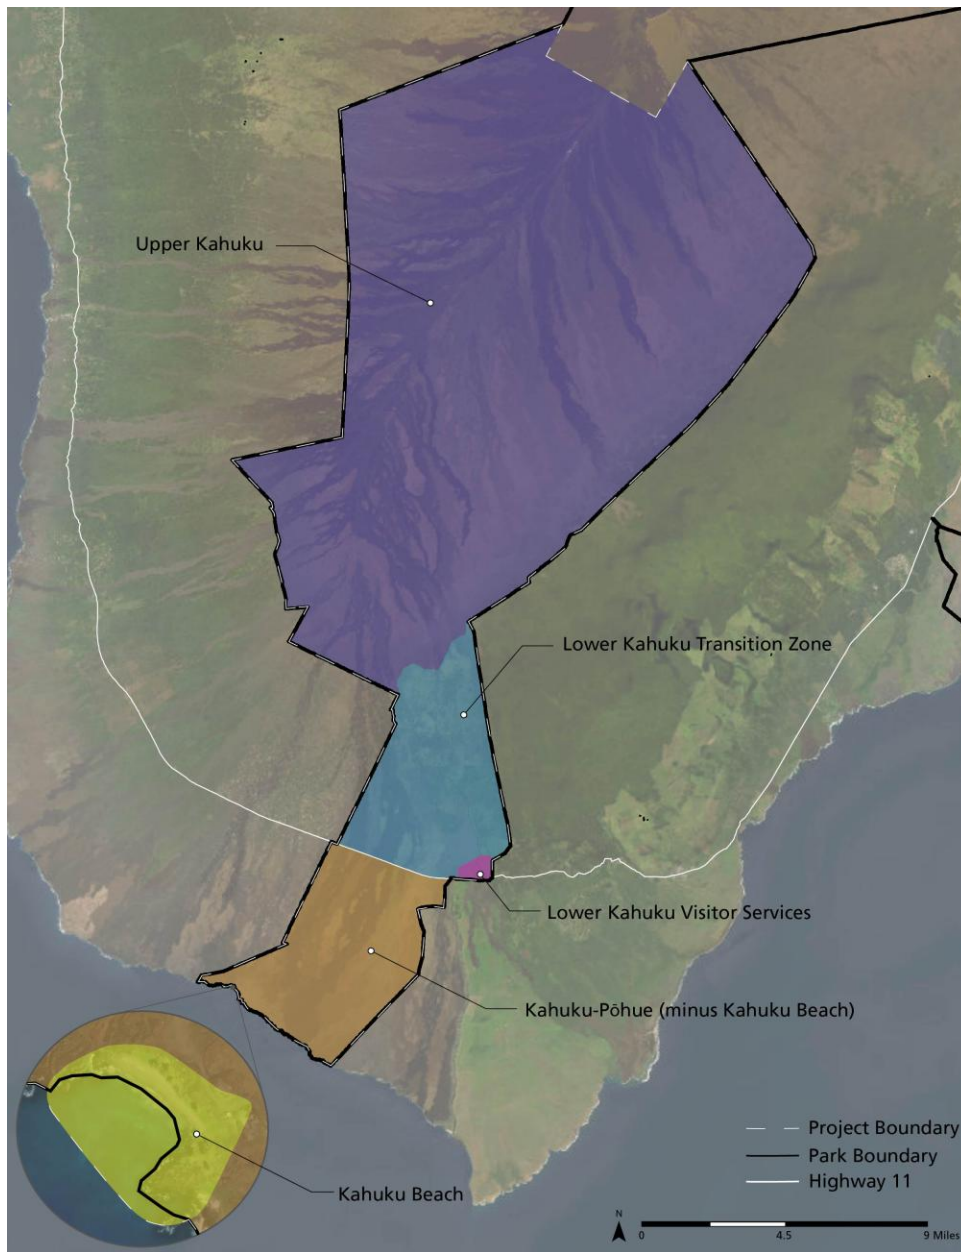 Upper Kahuku
Lower Kahuku Transition Zone
Lower Kahuku Visitor Services
Kahuku-Pōhue (minus Kahuku Beach)
Kahuku Beach
Project Boundary
Park Boundary
Highway 11
N
0 4.5 9 Miles